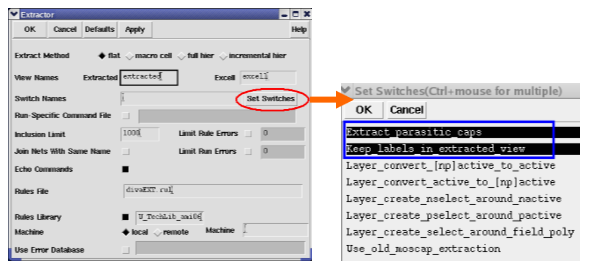 Extractor
OK Cancel Defaults Apply Help
Extract Method flat macro cell full hier incremental hier
View Names Extracted extracted Excell excell
Switch Names Set Switches
Run-Specific Command File
Inclusion Limit 1000 Limit Rule Errors 0
Join Nets With Same Name Limit Run Errors 0
Echo Commands
Rules File divaEXT.rul
Rules Library U_TechLib_ami06
Machine local remote Machine
Use Error Database
Set Switches(Ctrl+mouse for multiple)
OK Cancel
Extract_parasitic_caps
Keep_labels_in_extracted_view
Layer_convert_[np]active_to_active
Layer_convert_active_to_[np]active
Layer_create_nselect_around_nactive
Layer_create_pselect_around_pactive
Layer_create_select_around_field_poly
Use_old_moscap_extraction